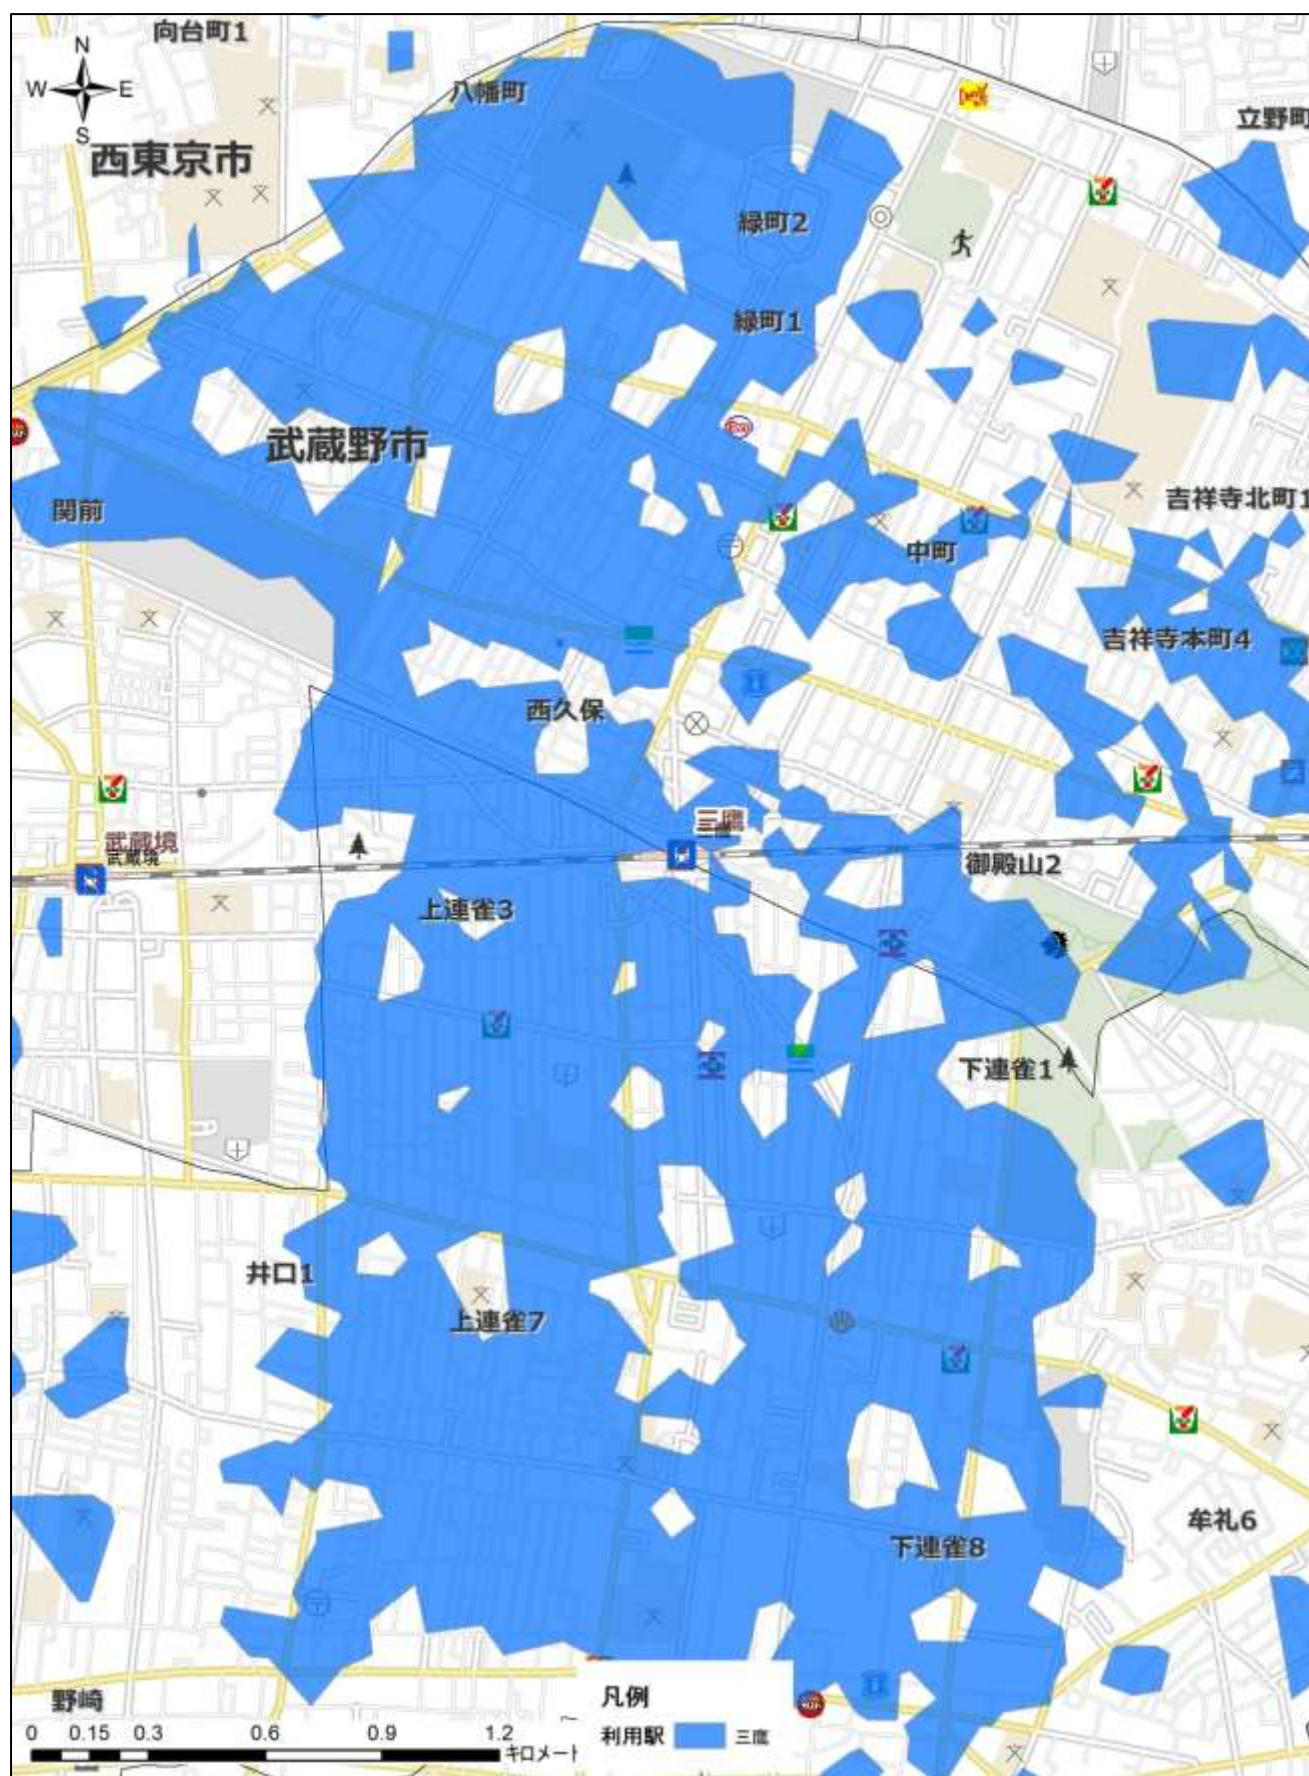 向台町1
N
W
E
S
八幡町
立野町
西東京市
緑町2
緑町1
武蔵野市
吉祥寺北町1
関前
中町
吉祥寺本町4
西久保
三鷹
武蔵境
武蔵境
御殿山2
上連雀3
下連雀1
井口1
上連雀7
牟礼6
下連雀8
野崎
凡例
利用駅
三鷹
0 0.15 0.3 0.6 0.9 1.2
キロメート